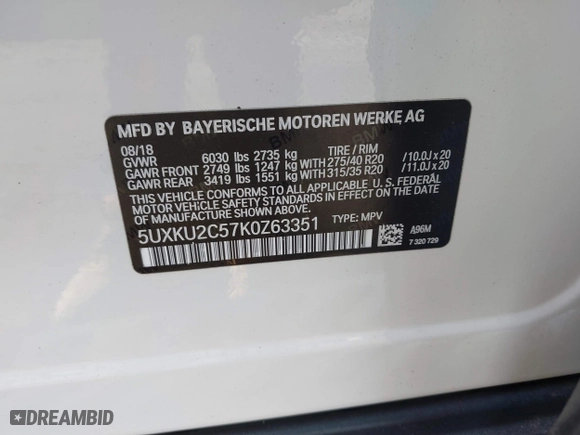 MFD BY BAYERISCHE MOTOREN WERKE AG
08/18 TIRE / RIM
GVWR 6030 lbs 2735 kg
GAWR FRONT 2749 lbs 1247 kg WITH 275/40 R20 /10.0J x 20
GAWR REAR 3419 lbs 1551 kg WITH 315/35 R20 /11.0J x 20
THIS VEHICLE CONFORMS TO ALL APPLICABLE U. S. FEDERAL
MOTOR VEHICLE SAFETY STANDARDS IN EFFECT
ON THE DATE OF MANUFACTURE SHOWN ABOVE.
5UXKU2C57K0Z63351 TYPE: MPV
A96M
7 320 729
DREAMBID